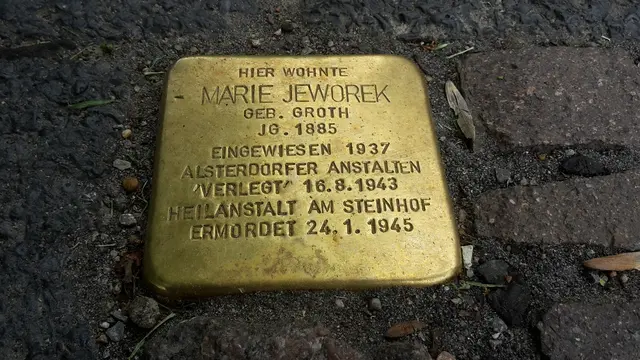 HIER WOHNTE
MARIE JEWOREK
GEB. GROTH
JG. 1885
EINGEWIESEN 1937
ALSTERDORFER ANSTALTEN
"VERLEGT" 16.8.1943
HEILANSTALT AM STEINHOF
ERMORDET 24.1.1945